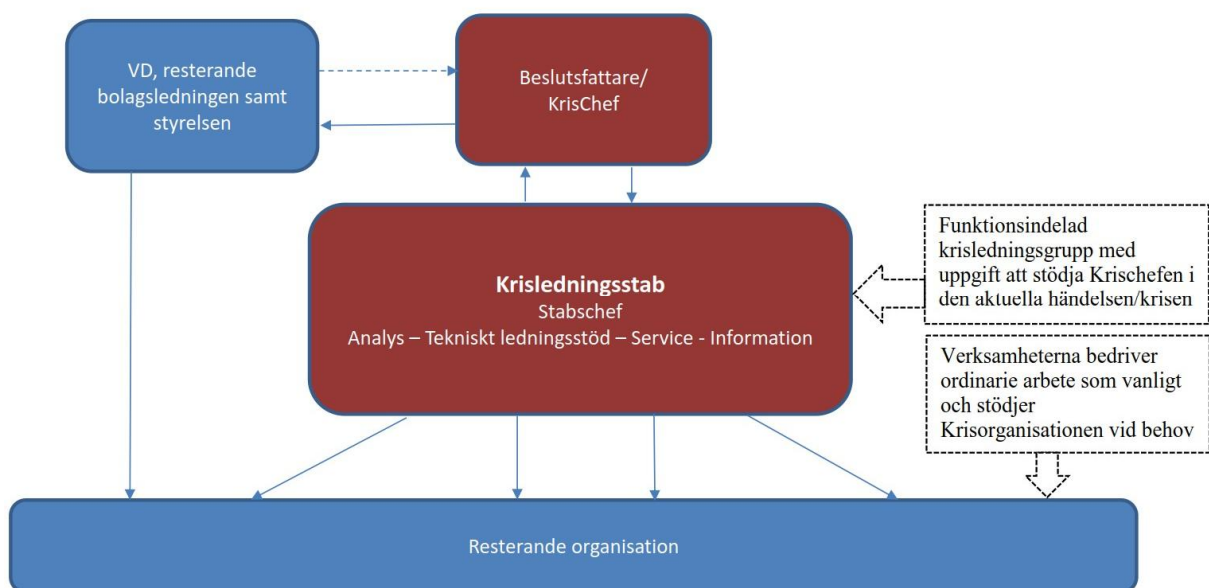 VD, resterande
bolagsledningen samt
styrelsen
Beslutsfattare/
KrisChef
Krisledningsstab
Stabschef
Analys – Tekniskt ledningsstöd – Service - Information
Funktionsindelad
krisledningsgrupp med
uppgift att stödja Krischefen i
den aktuella händelsen/krisen
Verksamheterna bedriver
ordinarie arbete som vanligt
och stödjer
Krisorganisationen vid behov
Resterande organisation